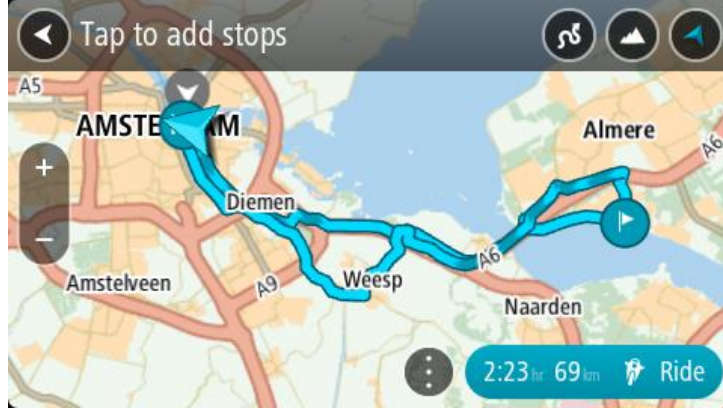 Tap to add stops
A5
AMSTE M
Almere
A6
+
Diemen
−
Amstelveen
A9
Weesp
A6
Naarden
2:23 hr 69 km Ride